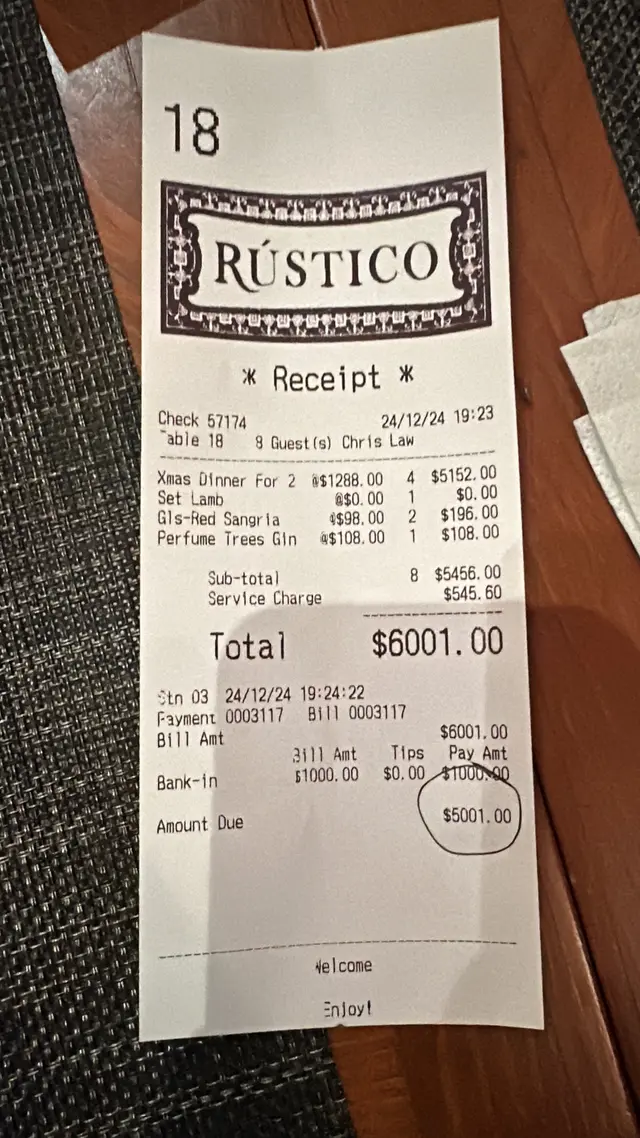 18
RÚSTICO
* Receipt *
Check 57174 24/12/24 19:23
Table 18 8 Guest(s) Chris Law
Xmas Dinner For 2 @$1288.00 4 $5152.00
Set Lamb @$0.00 1 $0.00
Gls-Red Sangria @$98.00 2 $196.00
Perfume Trees Gin @$108.00 1 $108.00
Sub-total 8 $5456.00
Service Charge $545.60
Total $6001.00
Stn 03 24/12/24 19:24:22
Payment 0003117 Bill 0003117
Bill Amt $6001.00
Bill Amt Tips Pay Amt
Bank-in $1000.00 $0.00 $1000.00
Amount Due $5001.00
Welcome
Enjoy!